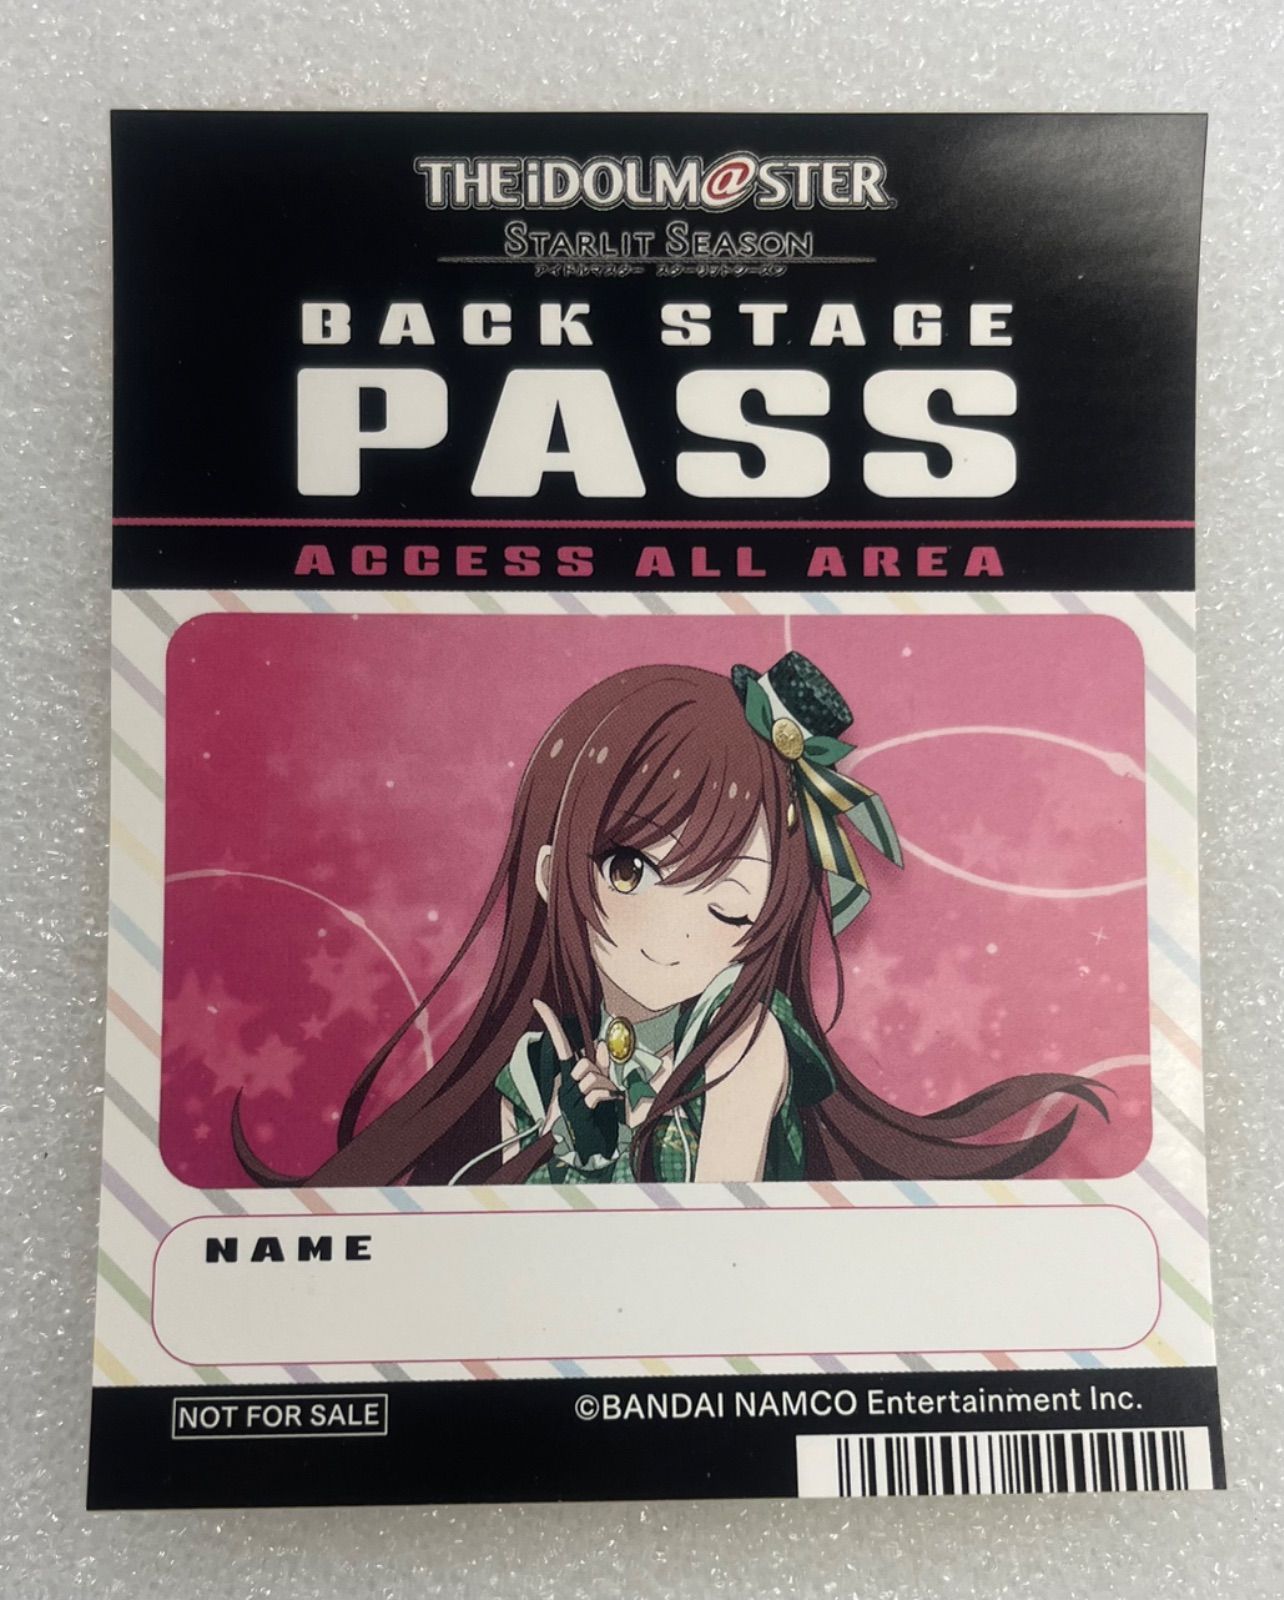 THE iDOLM@STER
STARLIT SEASON
アイドルマスター スターリットシーズン
BACK STAGE
PASS
ACCESS ALL AREA
NAME
NOT FOR SALE
©BANDAI NAMCO Entertainment Inc.